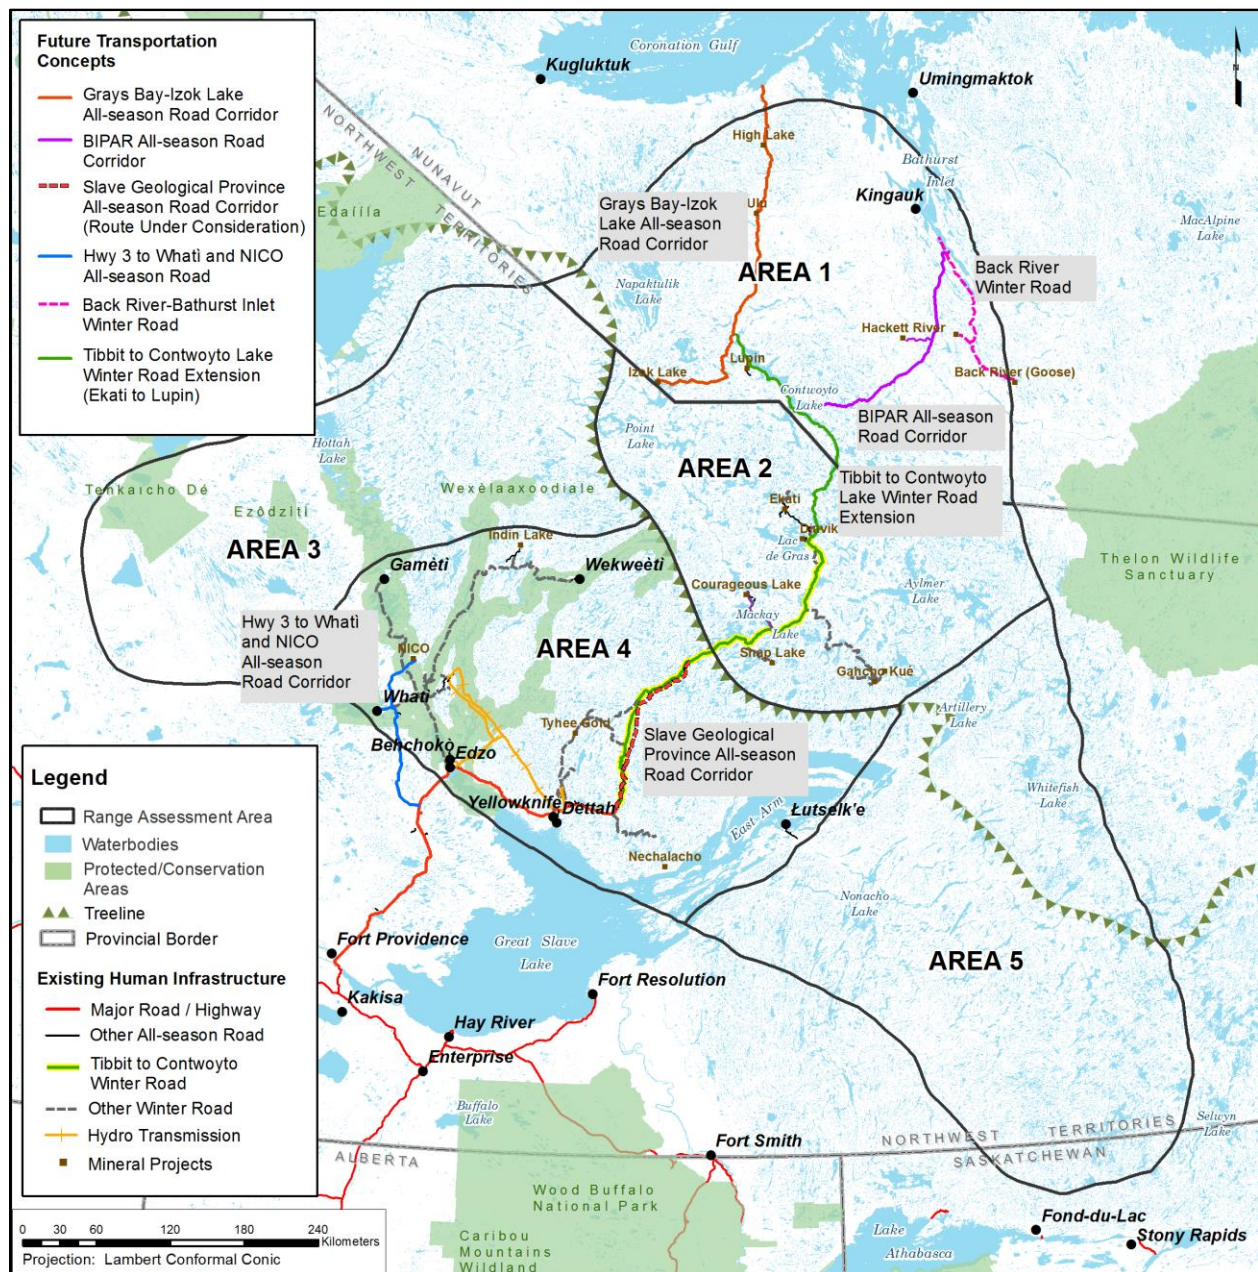 Future Transportation
Concepts
Grays Bay-Izok Lake
All-season Road Corridor
BIPAR All-season Road
Corridor
Slave Geological Province
All-season Road Corridor
(Route Under Consideration)
Hwy 3 to Whatì and NICO
All-season Road
Back River-Bathurst Inlet
Winter Road
Tibbit to Contwoyto Lake
Winter Road Extension
(Ekati to Lupin)
Coronation Gulf
Kugluktuk
Umingmaktok
N
NORTHWEST TERRITORIES
NUNAVUT
High Lake
Bathurst
Inlet
Kingauk
Edaííla
Ulu
Grays Bay-Izok
Lake All-season
Road Corridor
MacAlpine
Lake
AREA 1
Napaktulik
Lake
Back River
Winter Road
Hackett River
Lupin
Izok Lake
Back River (Goose)
Contwoyto
Lake
BIPAR All-season
Road Corridor
Point
Lake
Hottah
Lake
AREA 2
Tibbit to Contwoyto
Lake Winter Road
Extension
Tenkaıcho Dé
Wexèlaaxoodiale
Ezǫ̀dzìtì
Ekati
Diavik
Lac
de Gras
AREA 3
Indin Lake
Gamètì
Wekweètì
Thelon Wildlife
Sanctuary
Courageous Lake
Aylmer
Lake
Mackay
Lake
Hwy 3 to Whatì
and NICO
All-season
Road Corridor
NICO
AREA 4
Snap Lake
Gahcho Kué
Whatì
Artillery
Lake
Tyhee Gold
Slave Geological
Province All-season
Road Corridor
Behchokǫ̀
Edzo
Whitefish
Lake
Yellowknife
Dettah
East Arm
Łutselk'e
Nechalacho
Nonacho
Lake
Legend
Range Assessment Area
Waterbodies
Protected/Conservation
Areas
Treeline
Provincial Border
Existing Human Infrastructure
Major Road / Highway
Other All-season Road
Tibbit to Contwoyto
Winter Road
Other Winter Road
Hydro Transmission
Mineral Projects
Fort Providence
Great Slave
Lake
AREA 5
Kakisa
Fort Resolution
Hay River
Enterprise
Buffalo
Lake
Selwyn
Lake
Fort Smith
NORTHWEST TERRITORIES
SASKATCHEWAN
ALBERTA
Wood Buffalo
National Park
Caribou
Mountains
Wildland
Fond-du-Lac
Stony Rapids
Lake
Athabasca
0 30 60 120 180 240
Kilometers
Projection: Lambert Conformal Conic